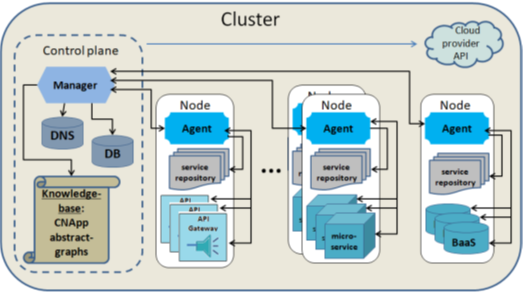 Cluster
Control plane
Cloud
provider
API
Manager
DNS
DB
Knowledge-
base:
CNApp
abstract-
graphs
Node
Agent
service
repository
API
API
API
Gateway
...
Node
Node
Agent
service
repository
s
s
micro-
service
Node
Agent
service
repository
BaaS